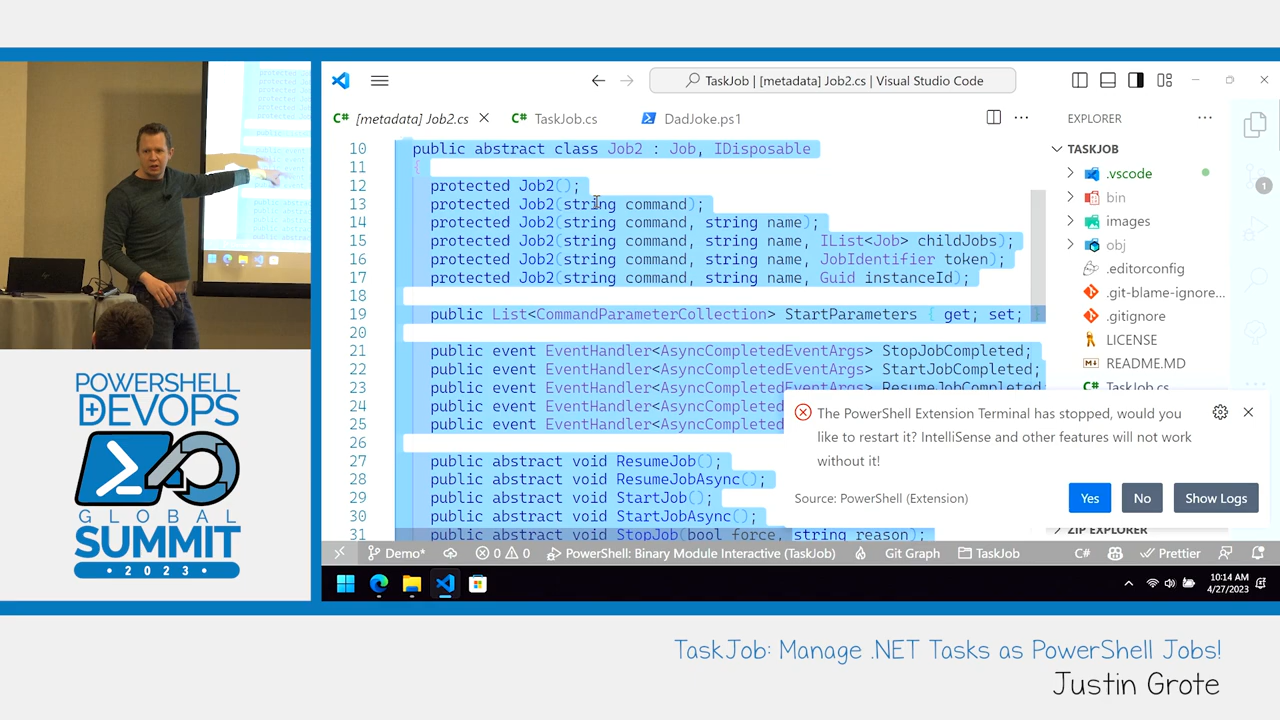 TaskJob | [metadata] Job2.cs | Visual Studio Code
C# [metadata] Job2.cs
C# TaskJob.cs
DadJoke.ps1
10 public abstract class Job2 : Job, IDisposable
11 {
12 protected Job2();
13 protected Job2(string command);
14 protected Job2(string command, string name);
15 protected Job2(string command, string name, IList<Job> childJobs);
16 protected Job2(string command, string name, JobIdentifier token);
17 protected Job2(string command, string name, Guid instanceId);
18
19 public List<CommandParameterCollection> StartParameters { get; set; }
20
21 public event EventHandler<AsyncCompletedEventArgs> StopJobCompleted;
22 public event EventHandler<AsyncCompletedEventArgs> StartJobCompleted;
23 public event EventHandler<AsyncCompletedEventArgs> ResumeJobCompleted
24 public event EventHandler<AsyncCompleted
25 public event EventHandler<AsyncCompleted
26
27 public abstract void ResumeJob();
28 public abstract void ResumeJobAsync();
29 public abstract void StartJob();
30 public abstract void StartJobAsync();
31 public abstract void StopJob(bool force, string reason);
EXPLORER
TASKJOB
.vscode
bin
images
obj
.editorconfig
.git-blame-ignore...
.gitignore
LICENSE
README.MD
C# TaskJob.cs
1
The PowerShell Extension Terminal has stopped, would you
like to restart it? IntelliSense and other features will not work
without it!
Source: PowerShell (Extension)
Yes
No
Show Logs
ZIP EXPLORER
Demo*
0
0
PowerShell: Binary Module Interactive (TaskJob)
Git Graph
TaskJob
C#
Prettier
10:14 AM
4/27/2023
POWERSHELL
+DEVOPS
GLOBAL
SUMMIT
• 2023 •
TaskJob: Manage .NET Tasks as PowerShell Jobs!
Justin Grote